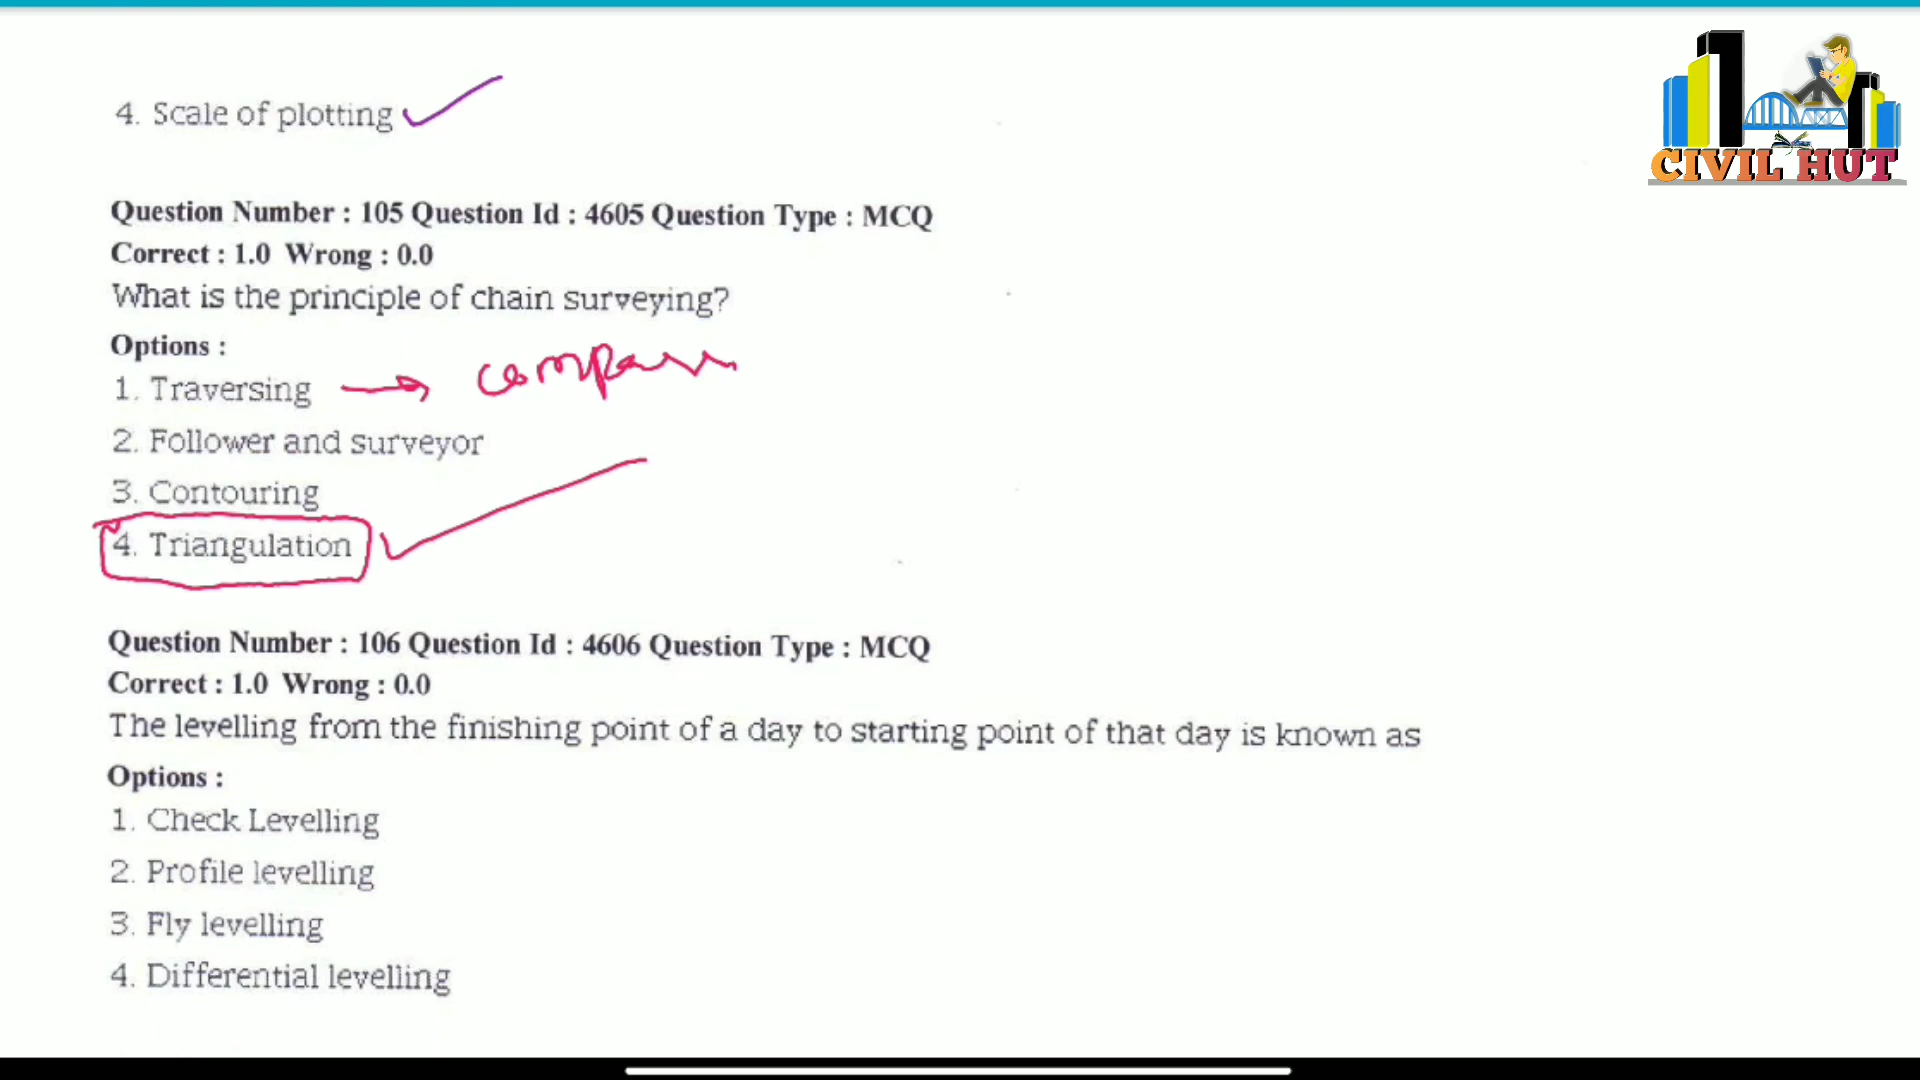 CIVIL HUT
4. Scale of plotting
Question Number : 105 Question Id : 4605 Question Type : MCQ
Correct : 1.0 Wrong : 0.0
What is the principle of chain surveying?
Options :
1. Traversing → compass
2. Follower and surveyor
3. Contouring
4. Triangulation
Question Number : 106 Question Id : 4606 Question Type : MCQ
Correct : 1.0 Wrong : 0.0
The levelling from the finishing point of a day to starting point of that day is known as
Options :
1. Check Levelling
2. Profile levelling
3. Fly levelling
4. Differential levelling